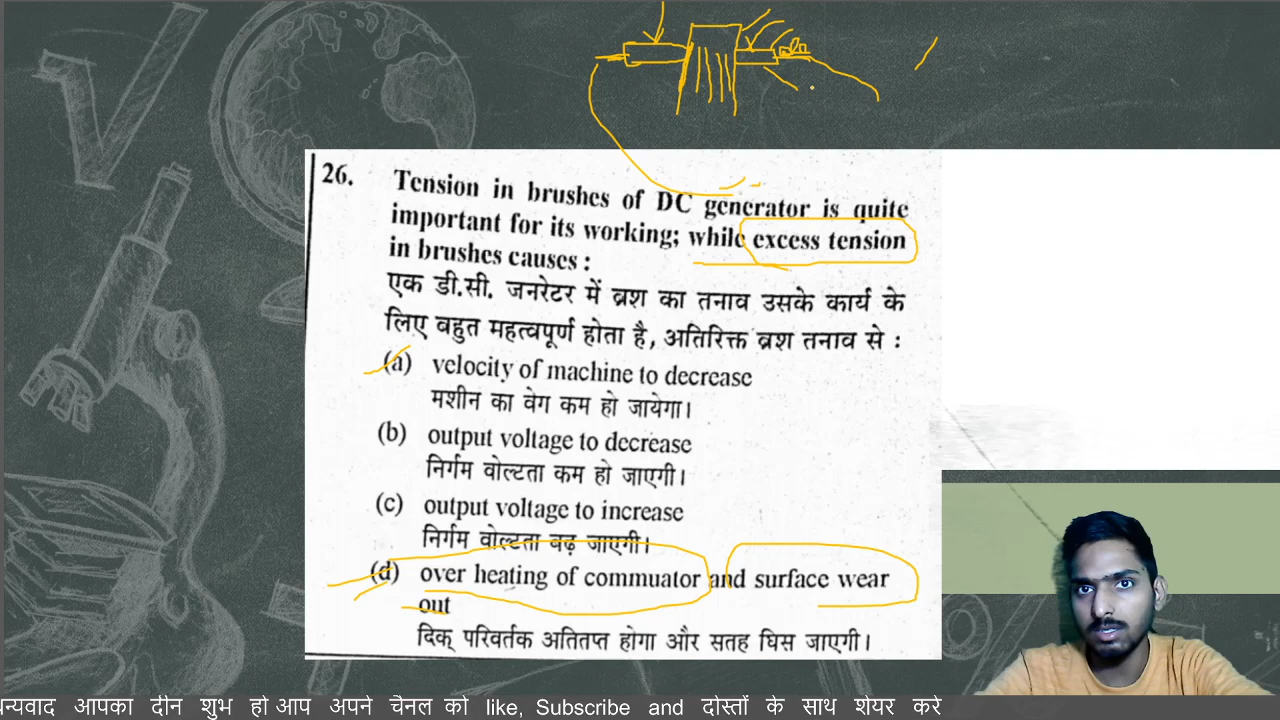 26. Tension in brushes of DC generator is quite
important for its working; while excess tension
in brushes causes :
एक डी.सी. जनरेटर में ब्रश का तनाव उसके कार्य के
लिए बहुत महत्वपूर्ण होता है, अतिरिक्त ब्रश तनाव से :
(a) velocity of machine to decrease
मशीन का वेग कम हो जायेगा।
(b) output voltage to decrease
निर्गम वोल्टता कम हो जाएगी।
(c) output voltage to increase
निर्गम वोल्टता बढ़ जाएगी।
(d) over heating of commuator and surface wear
out
दिक् परिवर्तक अतितप्त होगा और सतह घिस जाएगी।
न्यवाद आपका दीन शुभ हो आप अपने चैनल को like, Subscribe and दोस्तों के साथ शेयर करे